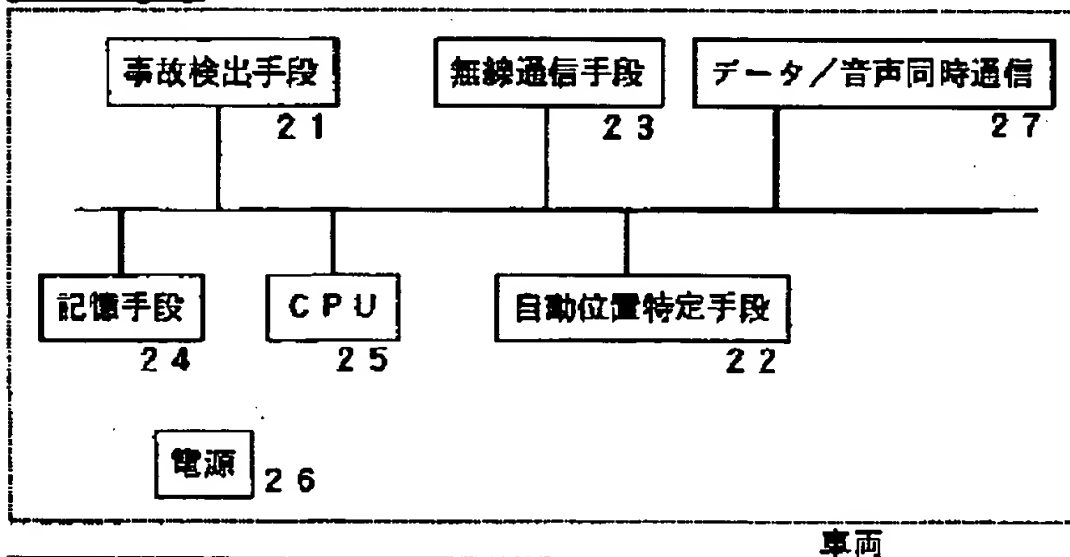 事故検出手段
21
無線通信手段
23
データ/音声同時通信
27
記憶手段
24
CPU
25
自動位置特定手段
22
電源
26
車両